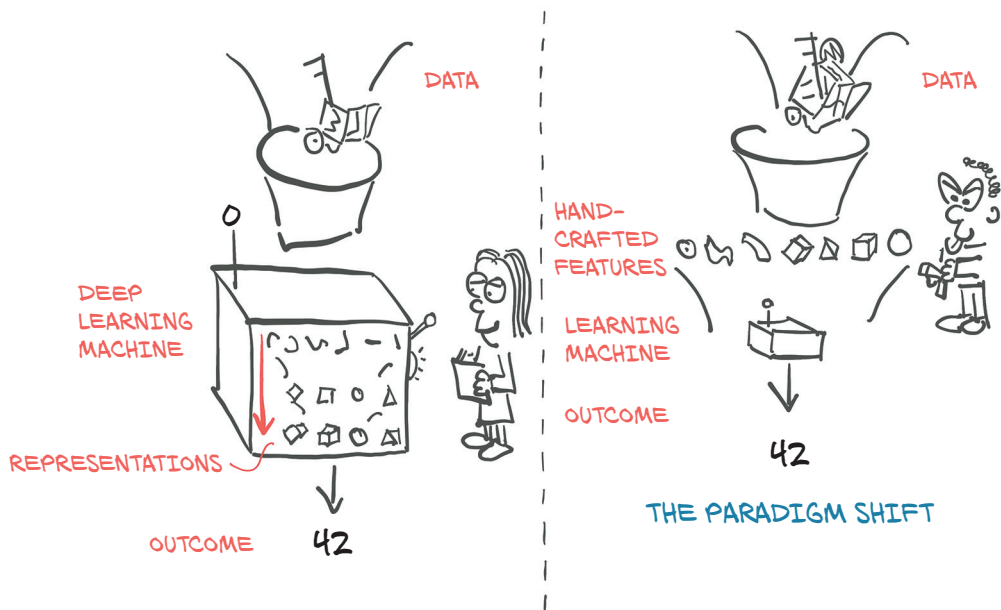 DATA
DEEP
LEARNING
MACHINE
REPRESENTATIONS
OUTCOME
42
DATA
HAND-
CRAFTED
FEATURES
LEARNING
MACHINE
OUTCOME
42
THE PARADIGM SHIFT